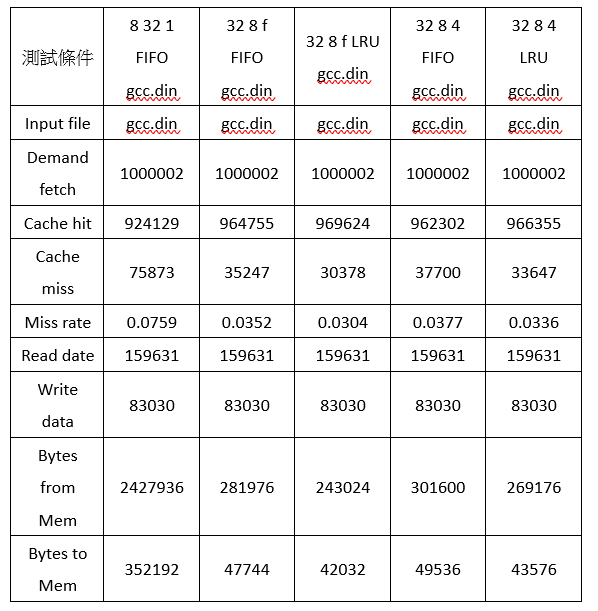 測試條件 8 32 1 FIFO gcc.din 32 8 f FIFO gcc.din 32 8 f LRU gcc.din 32 8 4 FIFO gcc.din 32 8 4 LRU gcc.din
Input file gcc.din gcc.din gcc.din gcc.din gcc.din
Demand fetch 1000002 1000002 1000002 1000002 1000002
Cache hit 924129 964755 969624 962302 966355
Cache miss 75873 35247 30378 37700 33647
Miss rate 0.0759 0.0352 0.0304 0.0377 0.0336
Read date 159631 159631 159631 159631 159631
Write data 83030 83030 83030 83030 83030
Bytes from Mem 2427936 281976 243024 301600 269176
Bytes to Mem 352192 47744 42032 49536 43576